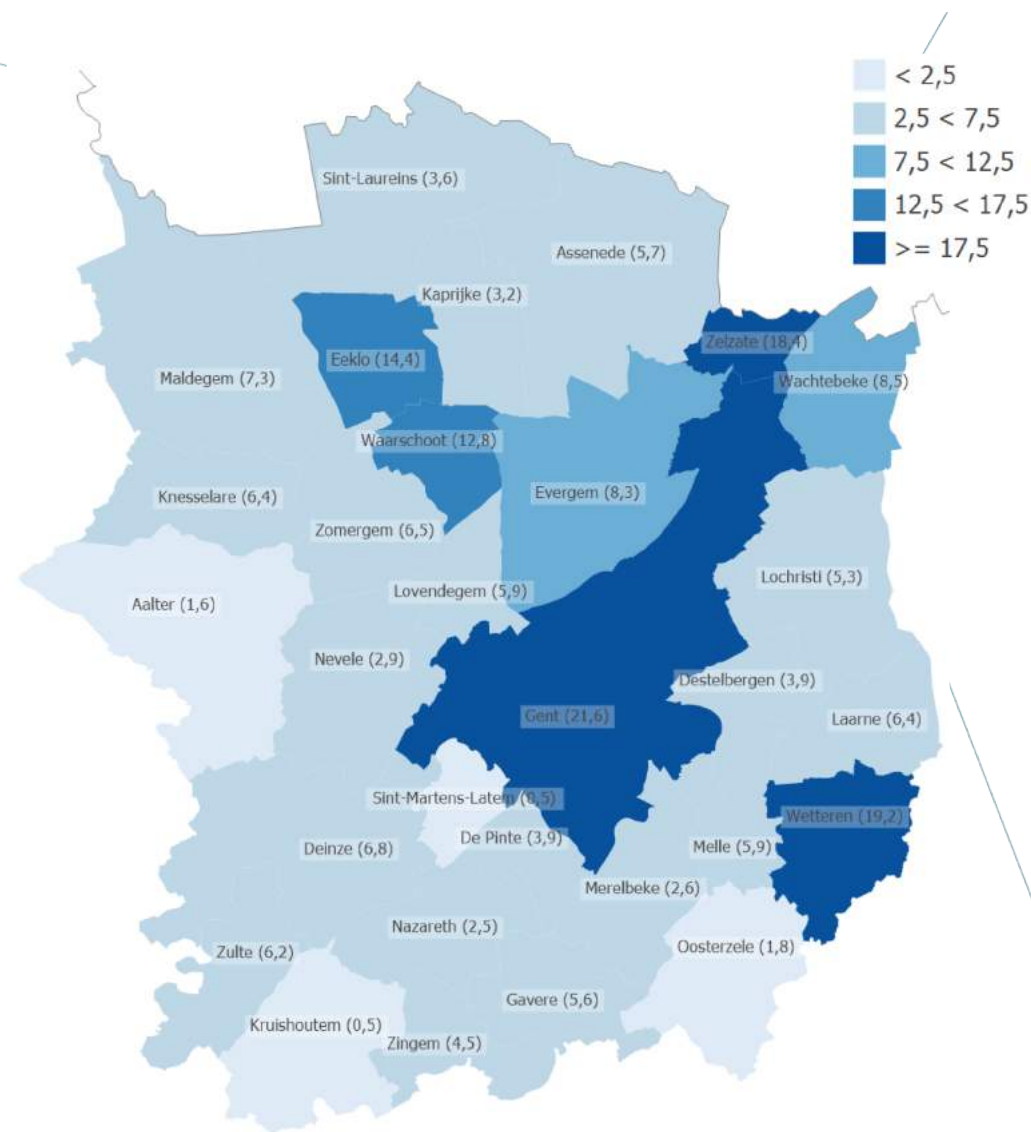 < 2,5
2,5 < 7,5
7,5 < 12,5
12,5 < 17,5
>= 17,5
Sint-Laureins (3,6)
Assenede (5,7)
Kaprijke (3,2)
Zelzate (18,4)
Eeklo (14,4)
Maldegem (7,3)
Wachtebeke (8,5)
Waarschoot (12,8)
Evergem (8,3)
Knesselare (6,4)
Zomergem (6,5)
Lochristi (5,3)
Lovendegem (5,9)
Aalter (1,6)
Nevele (2,9)
Destelbergen (3,9)
Gent (21,6)
Laarne (6,4)
Sint-Martens-Latem (0,5)
Wetteren (19,2)
De Pinte (3,9)
Deinze (6,8)
Melle (5,9)
Merelbeke (2,6)
Nazareth (2,5)
Oosterzele (1,8)
Zulte (6,2)
Gavere (5,6)
Kruishoutem (0,5)
Zingem (4,5)